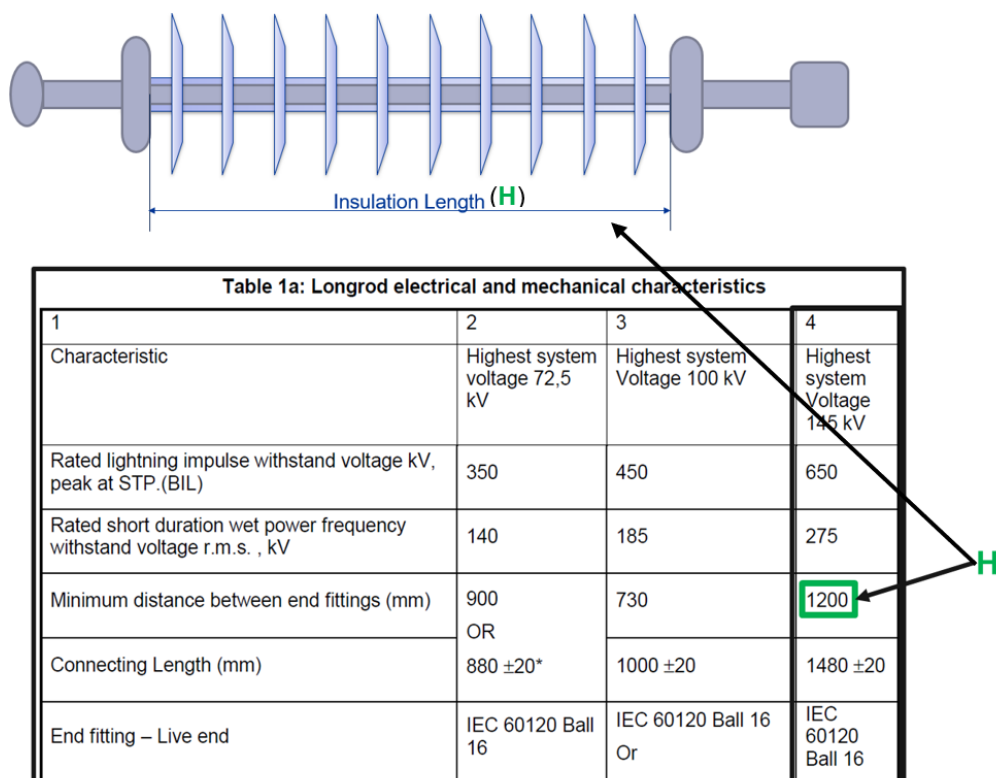 Insulation Length (H)
Table 1a: Longrod electrical and mechanical characteristics
1 2 3 4
Characteristic Highest system voltage 72,5 kV Highest system Voltage 100 kV Highest system Voltage 145 kV
Rated lightning impulse withstand voltage kV, peak at STP.(BIL) 350 450 650
Rated short duration wet power frequency withstand voltage r.m.s. , kV 140 185 275
H
Minimum distance between end fittings (mm) 900 OR 730 1200
Connecting Length (mm) 880 ±20* 1000 ±20 1480 ±20
End fitting – Live end IEC 60120 Ball 16 IEC 60120 Ball 16 Or IEC 60120 Ball 16